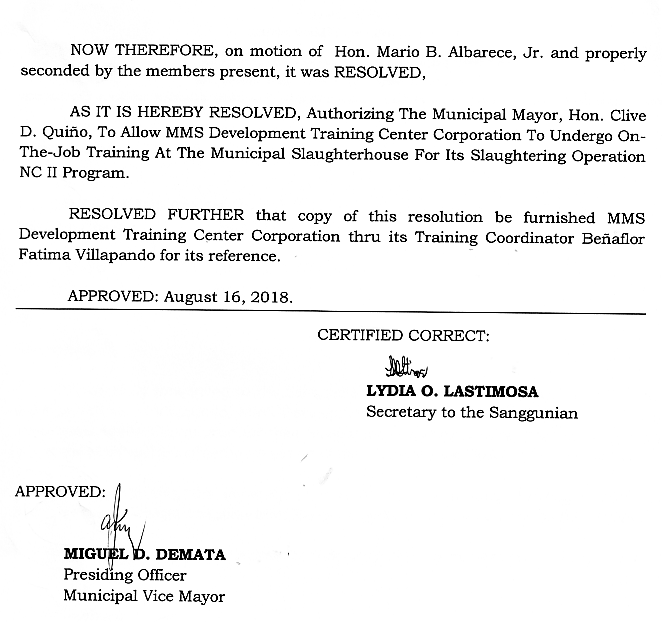 NOW THEREFORE, on motion of Hon. Mario B. Albarece, Jr. and properly
seconded by the members present, it was RESOLVED,
AS IT IS HEREBY RESOLVED, Authorizing The Municipal Mayor, Hon. Clive
D. Quiño, To Allow MMS Development Training Center Corporation To Undergo On-
The-Job Training At The Municipal Slaughterhouse For Its Slaughtering Operation
NC II Program.
RESOLVED FURTHER that copy of this resolution be furnished MMS
Development Training Center Corporation thru its Training Coordinator Beñaflor
Fatima Villapando for its reference.
APPROVED: August 16, 2018.
CERTIFIED CORRECT:
LYDIA O. LASTIMOSA
Secretary to the Sanggunian
APPROVED:
MIGUEL D. DEMATA
Presiding Officer
Municipal Vice Mayor